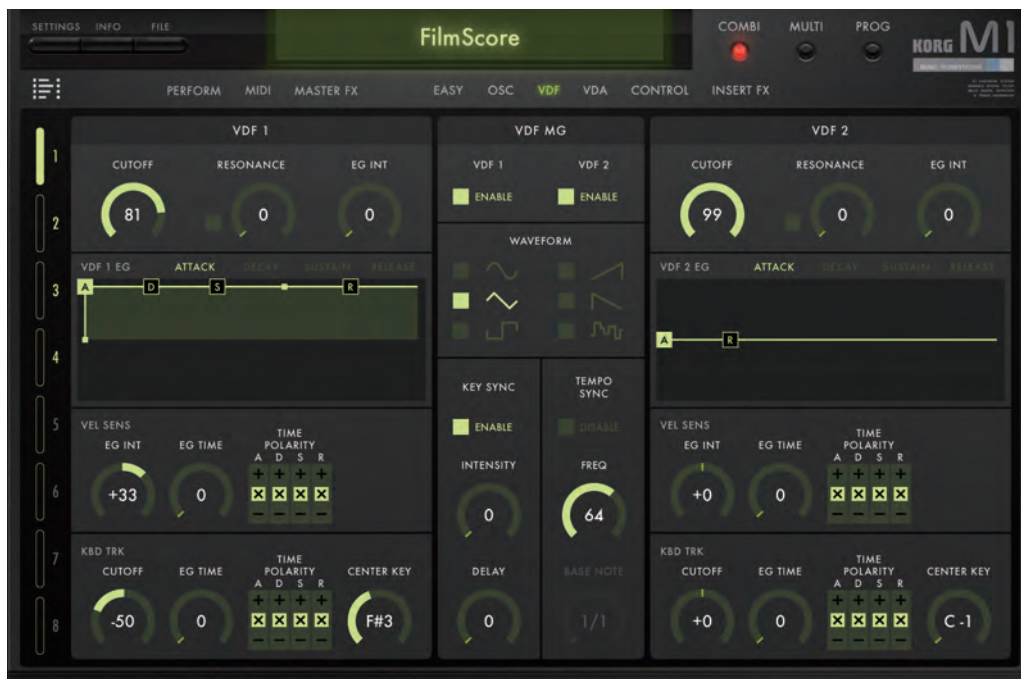 SETTINGS INFO FILE
FilmScore
COMBI MULTI PROG
KORG M1
PERFORM MIDI MASTER FX EASY OSC VDF VDA CONTROL INSERT FX
1
2
3
4
5
6
7
8
VDF 1
CUTOFF RESONANCE EG INT
81 0 0
VDF 1 EG ATTACK DECAY SUSTAIN RELEASE
A D S R
VEL SENS
EG INT EG TIME TIME POLARITY
A D S R
+ + + +
+33 0 X X X X
– – – –
KBD TRK
CUTOFF EG TIME TIME POLARITY CENTER KEY
A D S R
+ + + +
-50 0 X X X X F#3
– – – –
VDF MG
VDF 1 VDF 2
ENABLE ENABLE
WAVEFORM
KEY SYNC
ENABLE
INTENSITY
0
DELAY
0
TEMPO
SYNC
DISABLE
FREQ
64
BASE NOTE
1/1
VDF 2
CUTOFF RESONANCE EG INT
99 0 0
VDF 2 EG ATTACK DECAY SUSTAIN RELEASE
A R
VEL SENS
EG INT EG TIME TIME POLARITY
A D S R
+ + + +
+0 0 X X X X
– – – –
KBD TRK
CUTOFF EG TIME TIME POLARITY CENTER KEY
A D S R
+ + + +
+0 0 X X X X C -1
– – – –